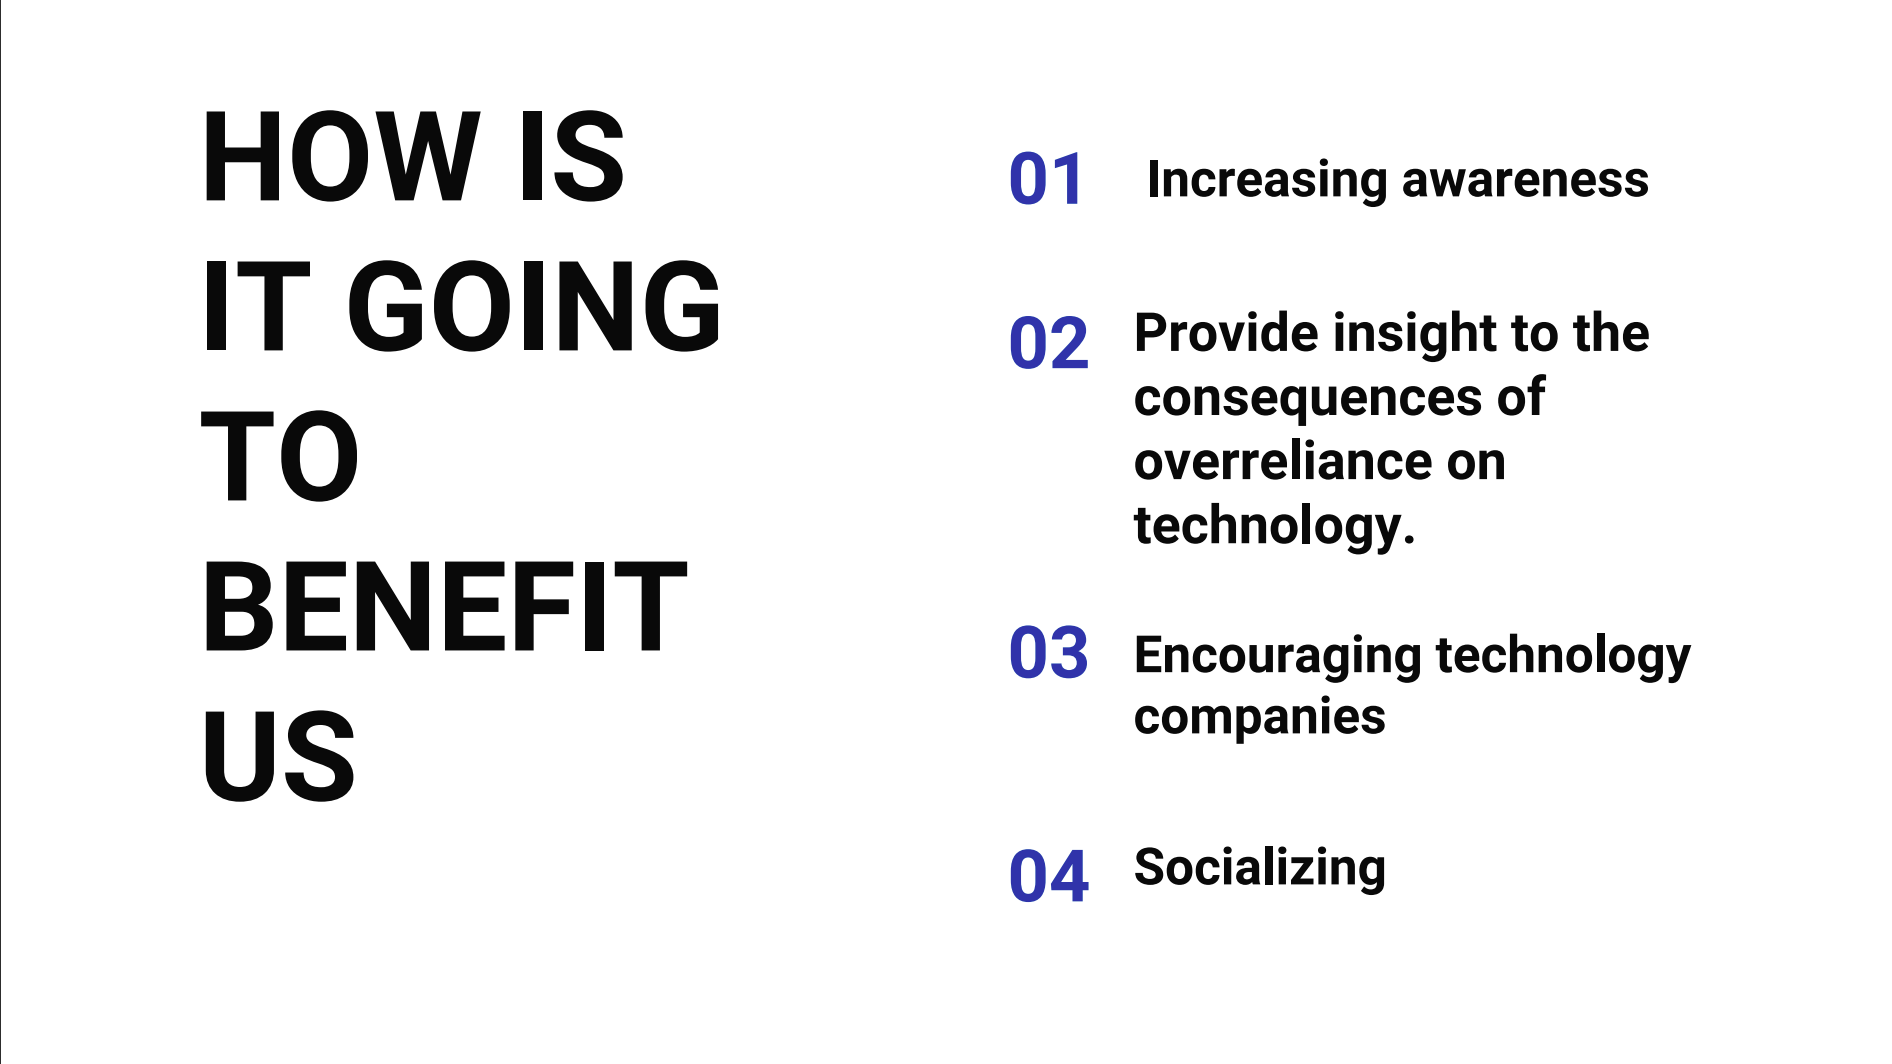 HOW IS
IT GOING
TO
BENEFIT
US
01 Increasing awareness
02 Provide insight to the
consequences of
overreliance on
technology.
03 Encouraging technology
companies
04 Socializing